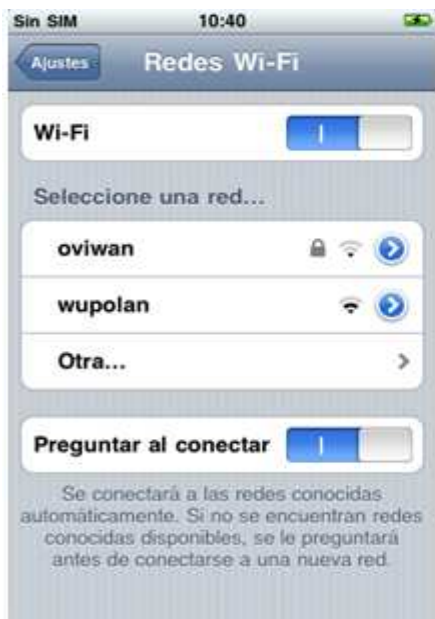 Sin SIM 10:40
Ajustes Redes Wi-Fi
Wi-Fi
Seleccione una red...
oviwan
wupolan
Otra...
Preguntar al conectar
Se conectará a las redes conocidas
automáticamente. Si no se encuentran redes
conocidas disponibles, se le preguntará
antes de conectarse a una nueva red.